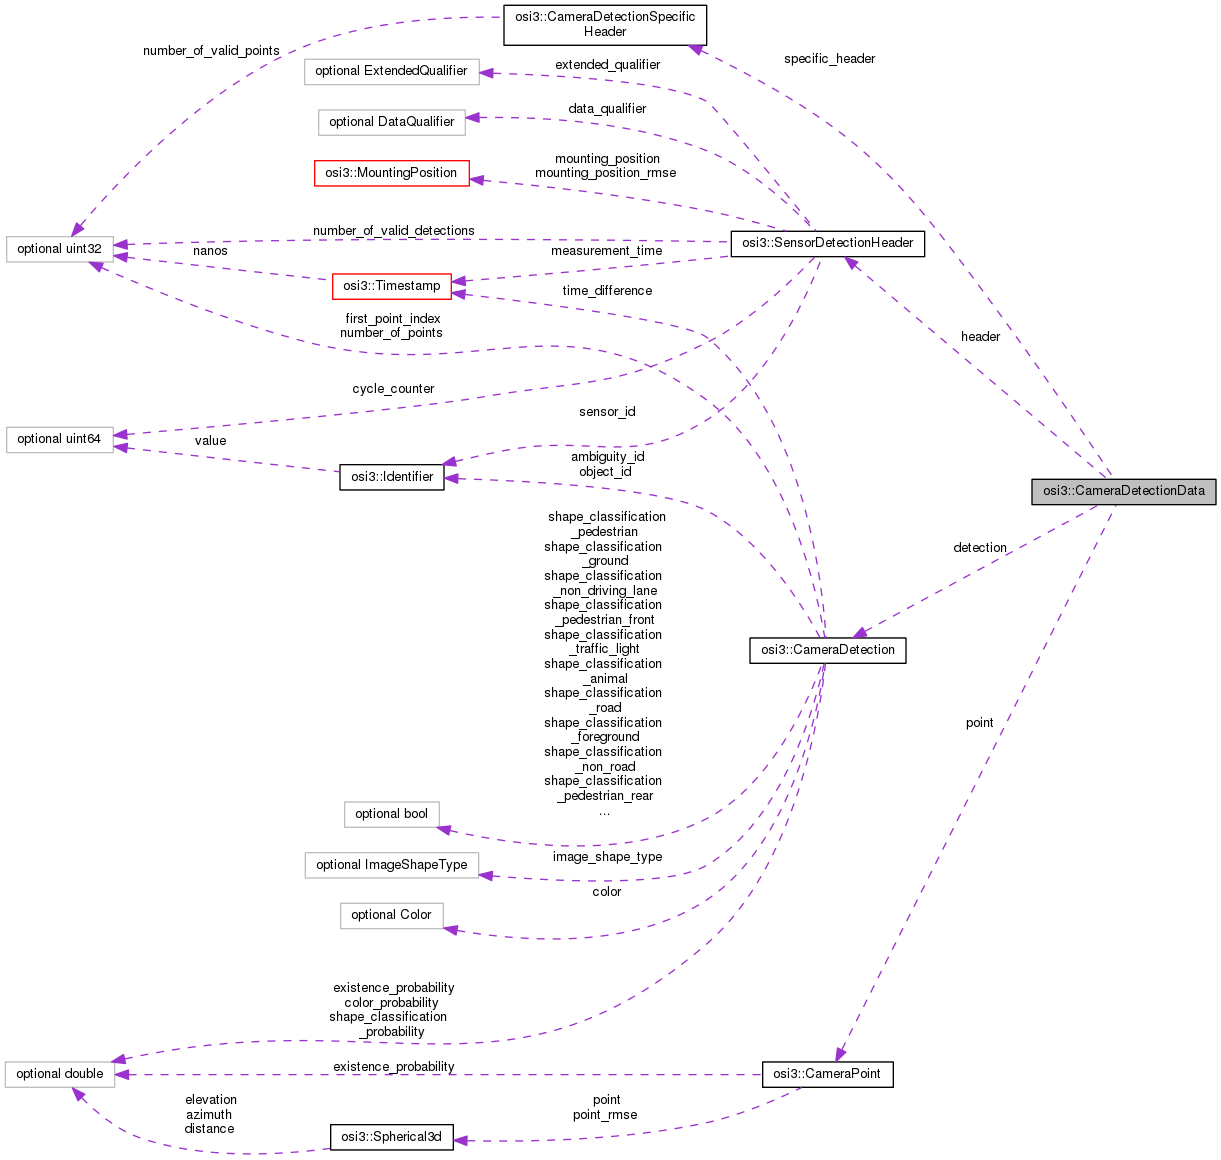 osi3::CameraDetectionSpecific
Header
number_of_valid_points
specific_header
extended_qualifier
optional ExtendedQualifier
data_qualifier
optional DataQualifier
mounting_position
mounting_position_rmse
osi3::MountingPosition
number_of_valid_detections
osi3::SensorDetectionHeader
optional uint32
nanos
measurement_time
osi3::Timestamp
time_difference
first_point_index
number_of_points
header
cycle_counter
sensor_id
optional uint64
value
ambiguity_id
object_id
osi3::Identifier
osi3::CameraDetectionData
shape_classification
_pedestrian
shape_classification
_ground
shape_classification
_non_driving_lane
shape_classification
_pedestrian_front
shape_classification
_traffic_light
shape_classification
_animal
shape_classification
_road
shape_classification
_foreground
shape_classification
_non_road
shape_classification
_pedestrian_rear
...
detection
osi3::CameraDetection
point
optional bool
image_shape_type
optional ImageShapeType
color
optional Color
existence_probability
color_probability
shape_classification
_probability
optional double
existence_probability
osi3::CameraPoint
elevation
azimuth
distance
point
point_rmse
osi3::Spherical3d